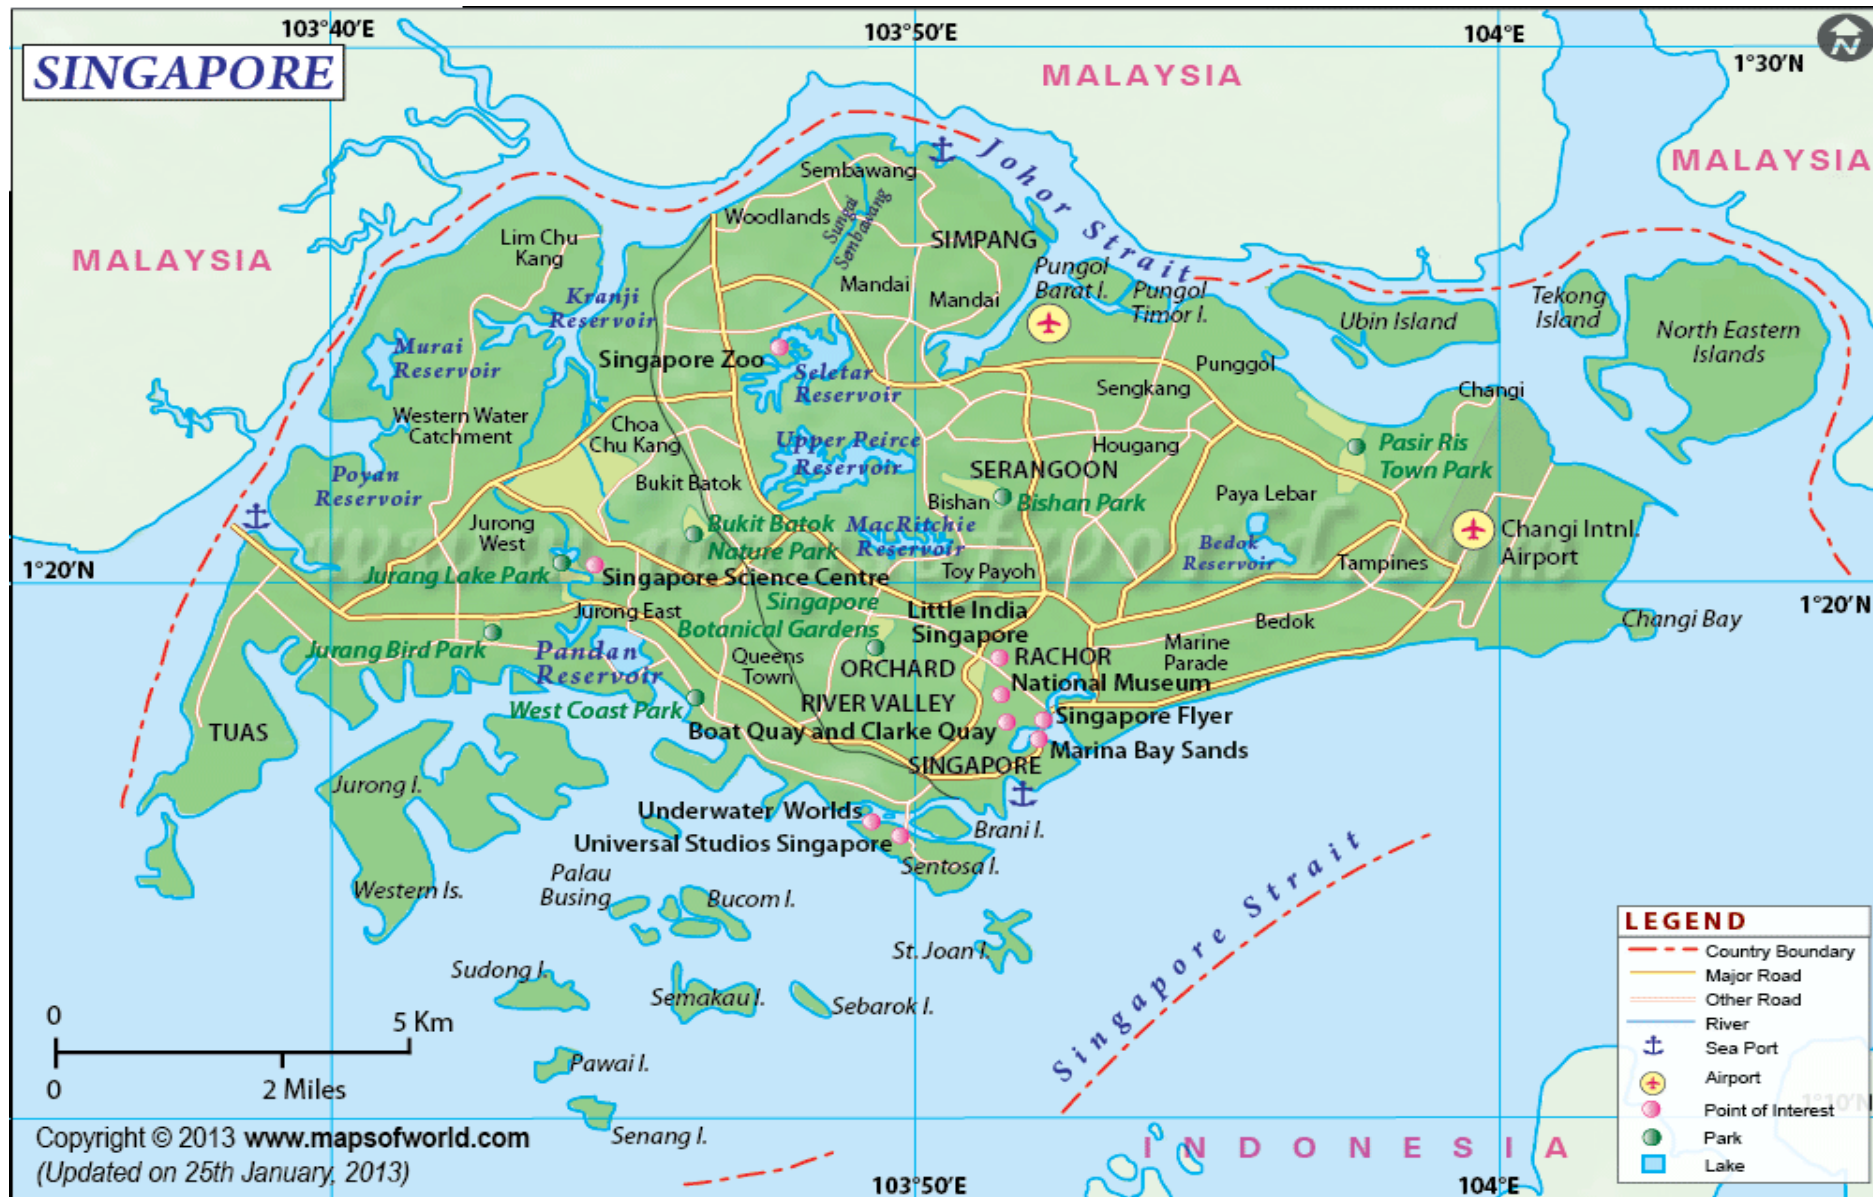 103°40'E
103°50'E
104°E
N
SINGAPORE
1°30'N
MALAYSIA
MALAYSIA
MALAYSIA
Johor Strait
Sembawang
Woodlands
Sungai
Sembawang
SIMPANG
Lim Chu
Kang
Mandai
Mandai
Pungol
Barat I.
Pungol
Timor I.
Kranji
Reservoir
Ubin Island
Tekong
Island
North Eastern
Islands
Murai
Reservoir
Singapore Zoo
Seletar
Reservoir
Punggol
Sengkang
Changi
Western Water
Catchment
Choa
Chu Kang
Upper Peirce
Reservoir
Hougang
Pasir Ris
Town Park
SERANGOON
Poyan
Reservoir
Bukit Batok
Bishan
Bishan Park
Paya Lebar
Jurong
West
Bukit Batok
Nature Park
MacRitchie
Reservoir
Bedok
Reservoir
Changi Intnl.
Airport
Tampines
1°20'N
Jurang Lake Park
Singapore Science Centre
Toy Payoh
1°20'N
Jurong East
Singapore
Botanical Gardens
Little India
Singapore
Bedok
Changi Bay
Jurang Bird Park
Pandan
Reservoir
Queens
Town
ORCHARD
RACHOR
Marine
Parade
National Museum
West Coast Park
RIVER VALLEY
Singapore Flyer
TUAS
Boat Quay and Clarke Quay
Marina Bay Sands
SINGAPORE
Jurong I.
Underwater Worlds
Brani I.
Universal Studios Singapore
Sentosa I.
Western Is.
Palau
Busing
Bucom I.
St. Joan I.
Singapore Strait
Sudong I.
Semakau I.
Sebarok I.
Pawai I.
Senang I.
0
5 Km
0
2 Miles
LEGEND
Country Boundary
Major Road
Other Road
River
Sea Port
Airport
Point of Interest
Park
Lake
1°10'N
INDONESIA
Copyright © 2013 www.mapsofworld.com
(Updated on 25th January, 2013)
103°50'E
104°E